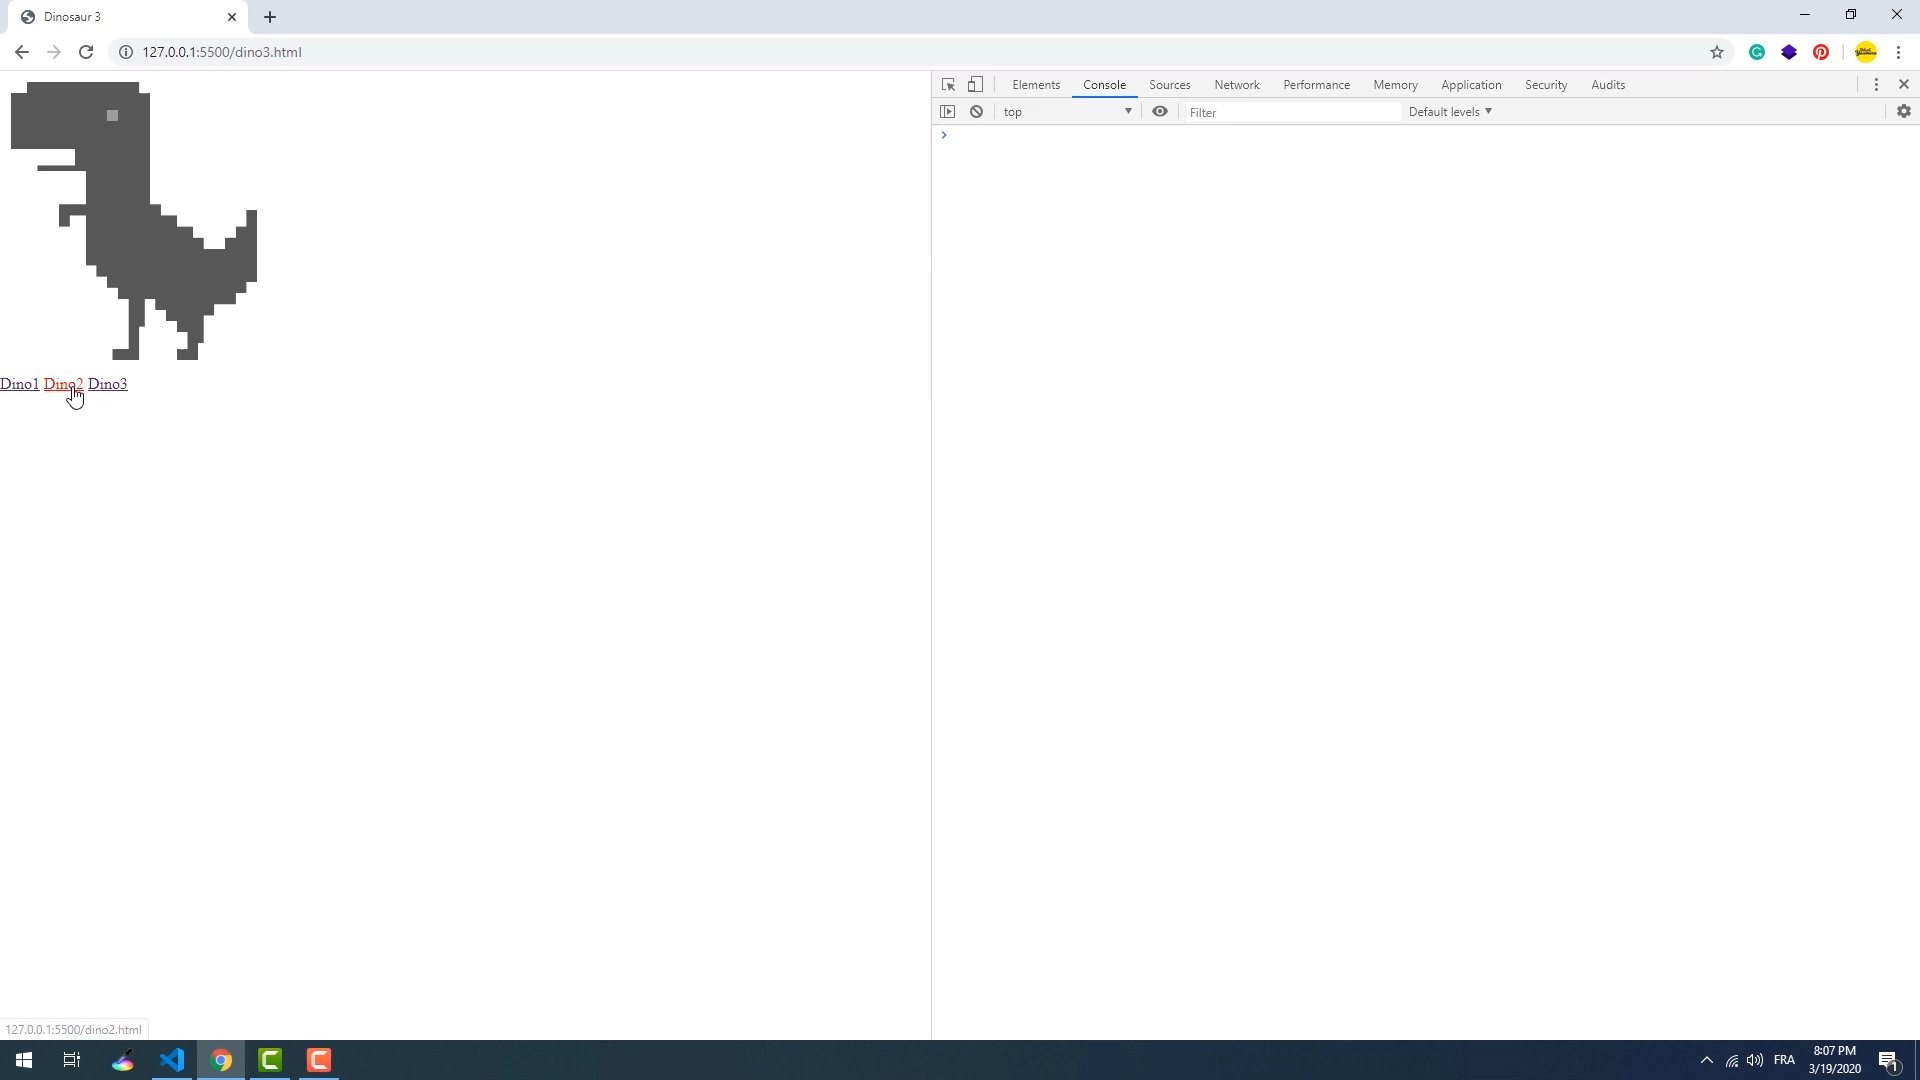 Dinosaur 3
127.0.0.1:5500/dino3.html
Elements Console Sources Network Performance Memory Application Security Audits
top Filter Default levels
Dino1 Dino2 Dino3
127.0.0.1:5500/dino2.html
FRA
8:07 PM
3/19/2020
1